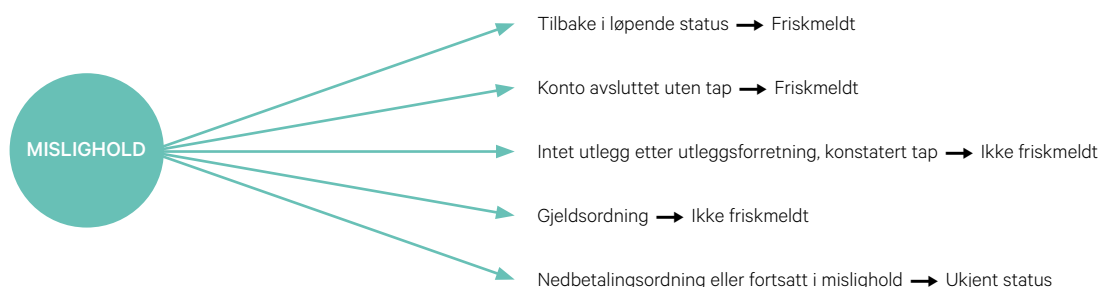 Tilbake i løpende status → Friskmeldt
Konto avsluttet uten tap → Friskmeldt
MISLIGHOLD
Intet utlegg etter utleggsforretning, konstatert tap → Ikke friskmeldt
Gjeldsordning → Ikke friskmeldt
Nedbetalingsordning eller fortsatt i mislighold → Ukjent status